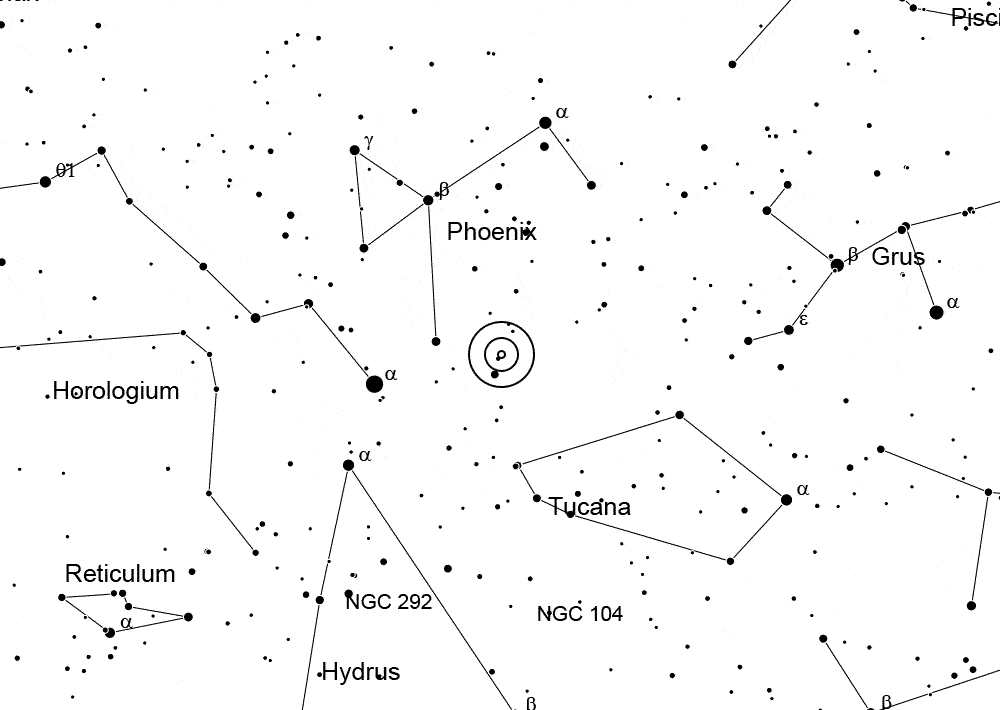 Pisci
α
γ
θ1
β
Phoenix
β
Grus
α
ε
α
Horologium
α
α
Tucana
Reticulum
NGC 292
NGC 104
α
Hydrus
β
β